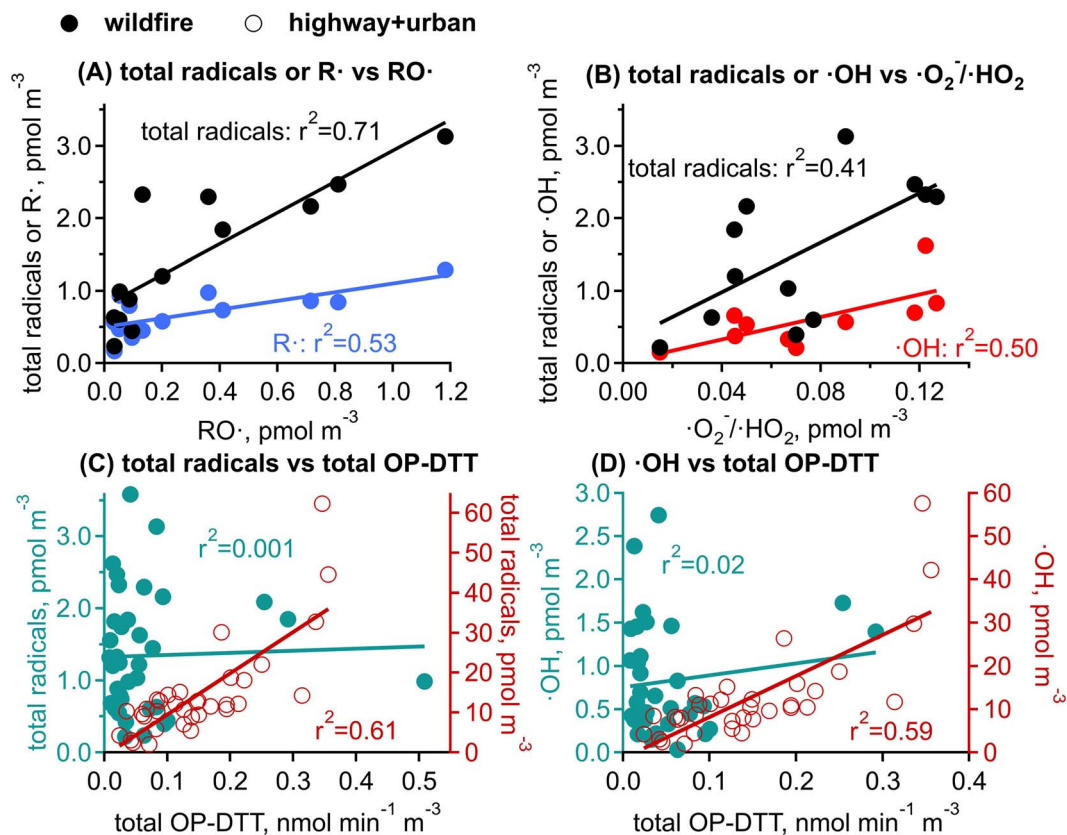 wildfire highway+urban
(A) total radicals or R· vs RO·
total radicals or R·, pmol m⁻³
3.0
2.0
1.0
0.0
total radicals: r²=0.71
R·: r²=0.53
0.0 0.2 0.4 0.6 0.8 1.0 1.2
RO·, pmol m⁻³
(B) total radicals or ·OH vs ·O₂⁻/·HO₂
total radicals or ·OH, pmol m⁻³
3.0
2.0
1.0
0.0
total radicals: r²=0.41
·OH: r²=0.50
0.00 0.04 0.08 0.12
·O₂⁻/·HO₂, pmol m⁻³
(C) total radicals vs total OP-DTT
total radicals, pmol m⁻³
3.0
2.0
1.0
0.0
r²=0.001
r²=0.61
60
50
40
30
20
10
0
total radicals, pmol m⁻³
0.0 0.1 0.2 0.3 0.4 0.5
total OP-DTT, nmol min⁻¹ m⁻³
(D) ·OH vs total OP-DTT
·OH, pmol m⁻³
3.0
2.5
2.0
1.5
1.0
0.5
0.0
r²=0.02
r²=0.59
60
50
40
30
20
10
0
·OH, pmol m⁻³
0.0 0.1 0.2 0.3 0.4
total OP-DTT, nmol min⁻¹ m⁻³